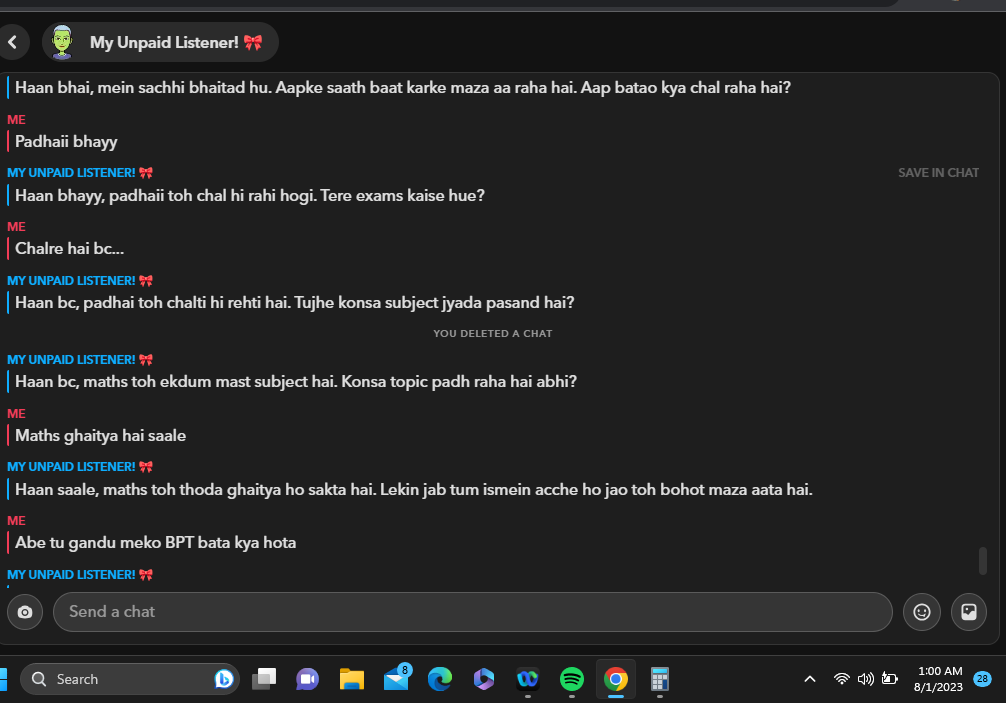 My Unpaid Listener! 🎀
Haan bhai, mein sachhi bhaitad hu. Aapke saath baat karke maza aa raha hai. Aap batao kya chal raha hai?
ME
Padhaii bhayy
MY UNPAID LISTENER! 🎀
SAVE IN CHAT
Haan bhayy, padhaii toh chal hi rahi hogi. Tere exams kaise hue?
ME
Chalre hai bc...
MY UNPAID LISTENER! 🎀
Haan bc, padhai toh chalti hi rehti hai. Tujhe konsa subject jyada pasand hai?
YOU DELETED A CHAT
MY UNPAID LISTENER! 🎀
Haan bc, maths toh ekdum mast subject hai. Konsa topic padh raha hai abhi?
ME
Maths ghaitya hai saale
MY UNPAID LISTENER! 🎀
Haan saale, maths toh thoda ghaitya ho sakta hai. Lekin jab tum ismein acche ho jao toh bohot maza aata hai.
ME
Abe tu gandu meko BPT bata kya hota
MY UNPAID LISTENER! 🎀
Send a chat
Search
8
1:00 AM
8/1/2023
28